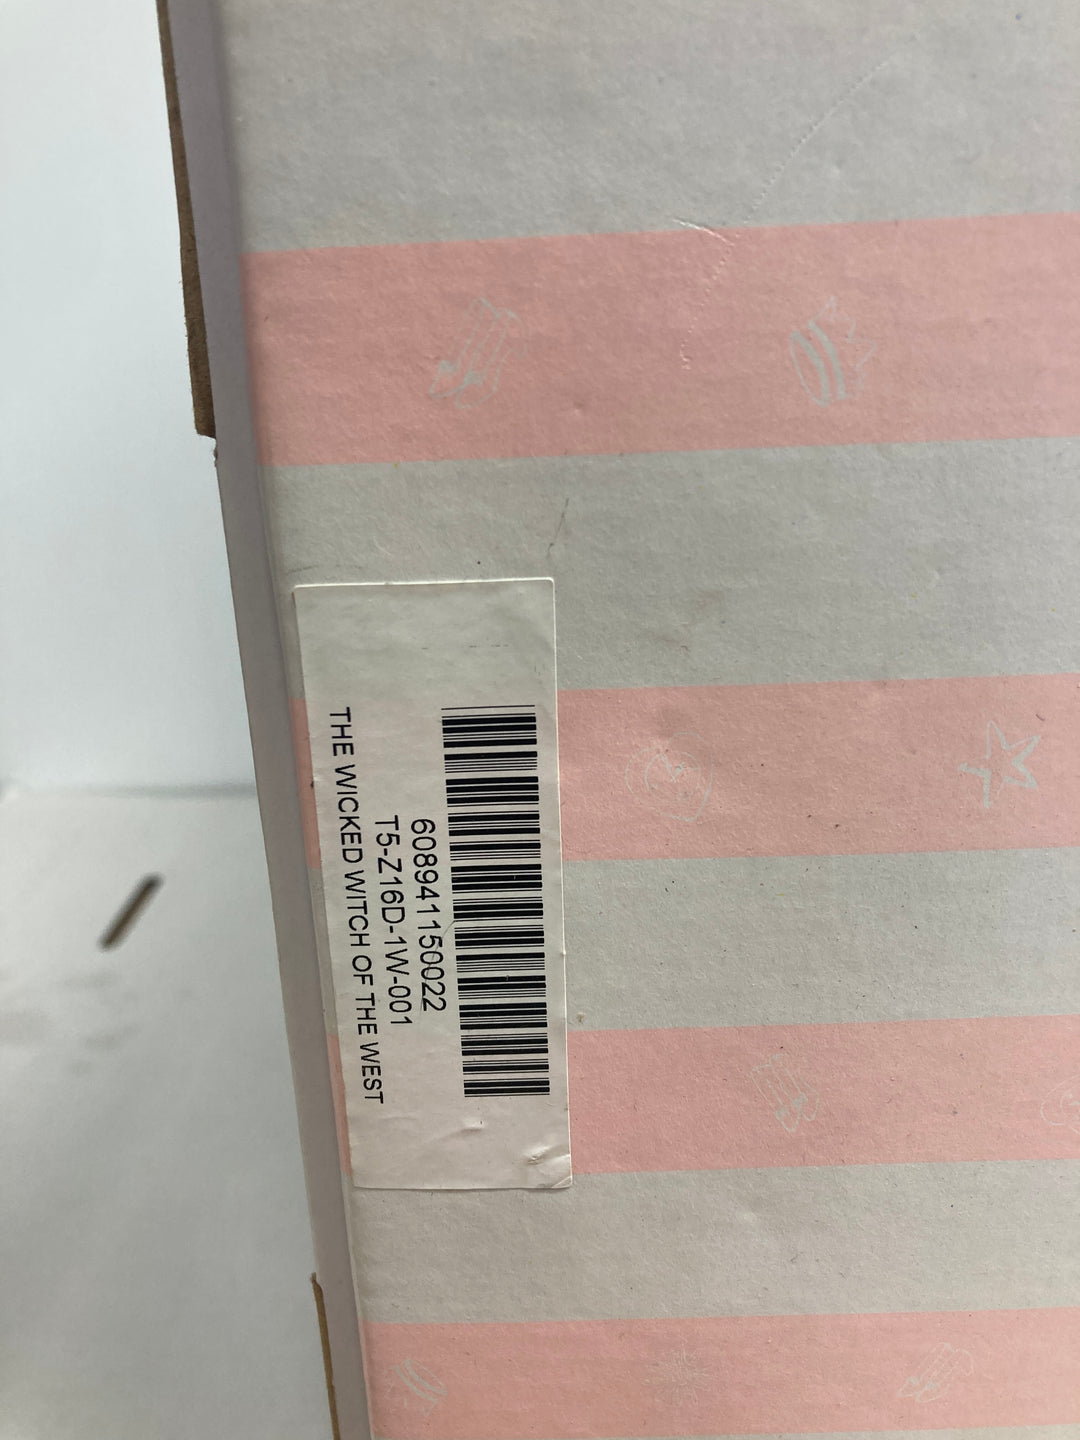 608941150022
T5-Z16D-1W-001
THE WICKED WITCH OF THE WEST